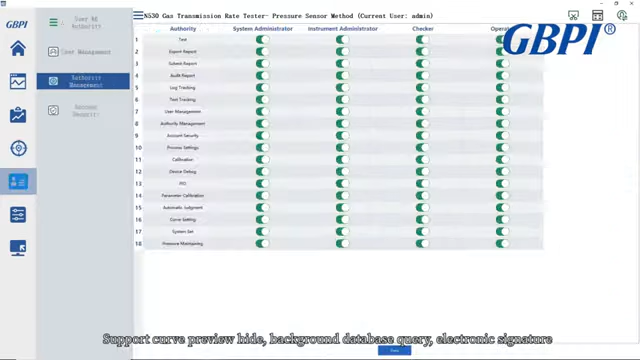 GBPI
User &&
Authority
User Management
Authority
Management
Account
Security
N530 Gas Transmission Rate Tester- Pressure Sensor Method (Current User: admin)
GBPI®
Authority System Administrator Instrument Administrator Checker
1 Test
2 Export Report
3 Submit Report
4 Audit Report
5 Log Tracking
6 Test Tracking
7 User Management
8 Authority Management
9 Account Security
10 Process Settings
11 Calibration
12 Device Debug
13 PID
14 Parameter Calibration
15 Automatic Judgment
16 Curve Setting
17 System Set
18 Pressure Maintaining
Support curve preview hide, background database query, electronic signature